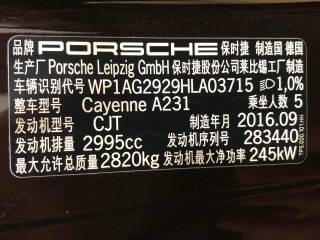 品牌 PORSCHE 保时捷 制造国 德国
生产厂 Porsche Leipzig GmbH 保时捷股份公司莱比锡工厂制造
车辆识别代号 WP1AG2929HLA03715 1,0%
整车型号 Cayenne A231 乘坐人数 5
发动机型号 CJT 制造年月 2016.09
发动机排量 2995cc 发动机序列号 283440
最大允许总质量 2820kg 发动机最大净功率 245kW
7P5.020.101HH